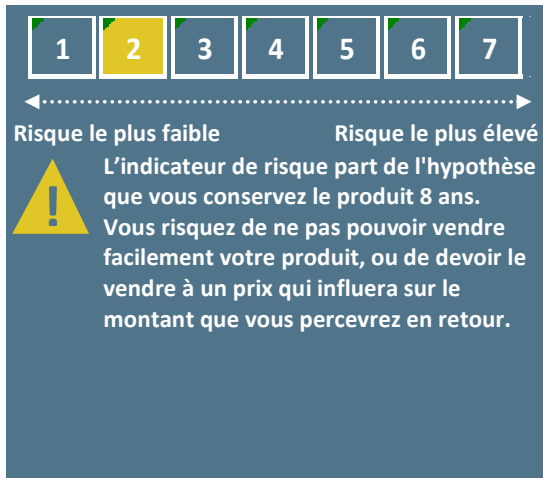 1 2 3 4 5 6 7
Risque le plus faible Risque le plus élevé
!
L’indicateur de risque part de l'hypothèse
que vous conservez le produit 8 ans.
Vous risquez de ne pas pouvoir vendre
facilement votre produit, ou de devoir le
vendre à un prix qui influera sur le
montant que vous percevrez en retour.